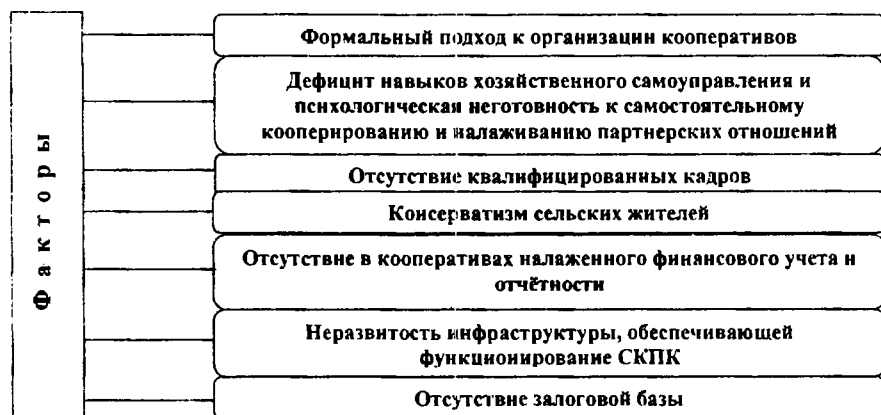 Факторы
Формальный подход к организации кооперативов
Дефицит навыков хозяйственного самоуправления и
психологическая неготовность к самостоятельному
кооперированию и налаживанию партнерских отношений
Отсутствие квалифицированных кадров
Консерватизм сельских жителей
Отсутствие в кооперативах налаженного финансового учета и
отчётности
Неразвитость инфраструктуры, обеспечивающей
функционирование СКПК
Отсутствие залоговой базы